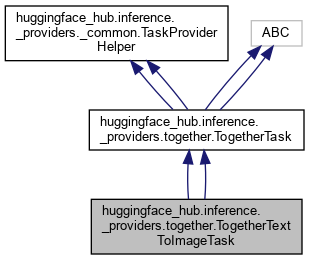 huggingface_hub.inference.
_providers._common.TaskProvider
Helper
ABC
huggingface_hub.inference.
_providers.together.TogetherTask
huggingface_hub.inference.
_providers.together.TogetherText
ToImageTask